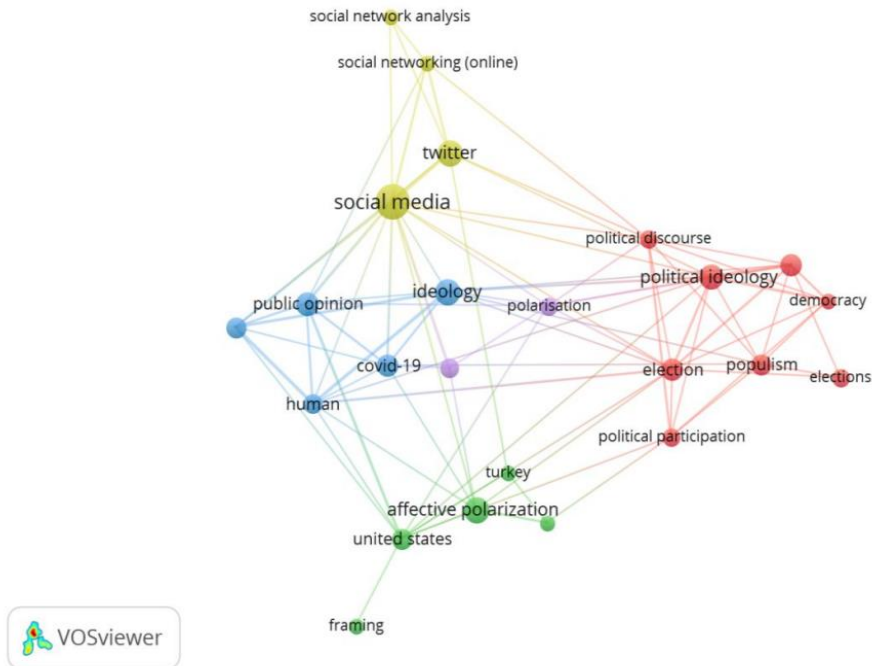 social network analysis
social networking (online)
twitter
social media
political discourse
political ideology
ideology
public opinion
polarisation
democracy
covid-19
election
populism
elections
human
political participation
turkey
affective polarization
united states
framing
VOSviewer